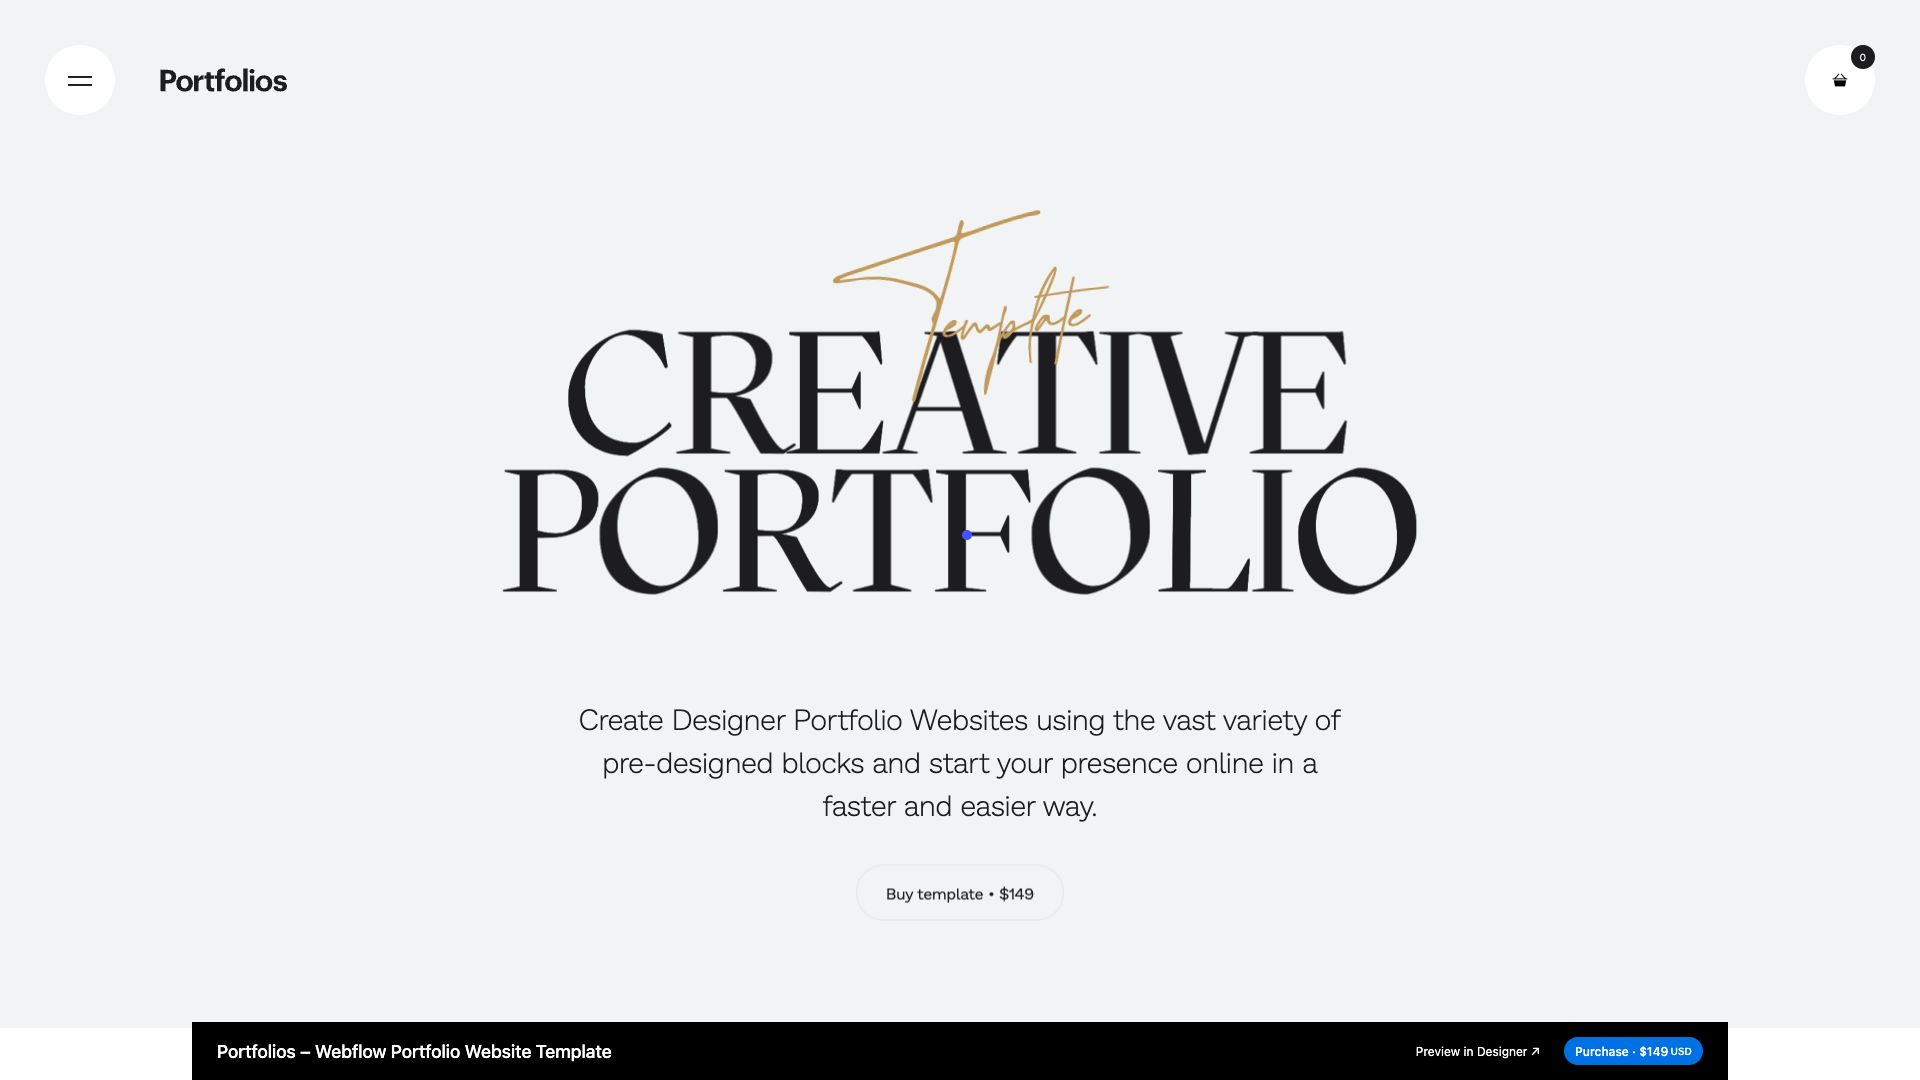 Portfolios
0
Template
CREATIVE
PORTFOLIO
Create Designer Portfolio Websites using the vast variety of
pre-designed blocks and start your presence online in a
faster and easier way.
Buy template • $149
Portfolios – Webflow Portfolio Website Template
Preview in Designer ↗
Purchase · $149 USD